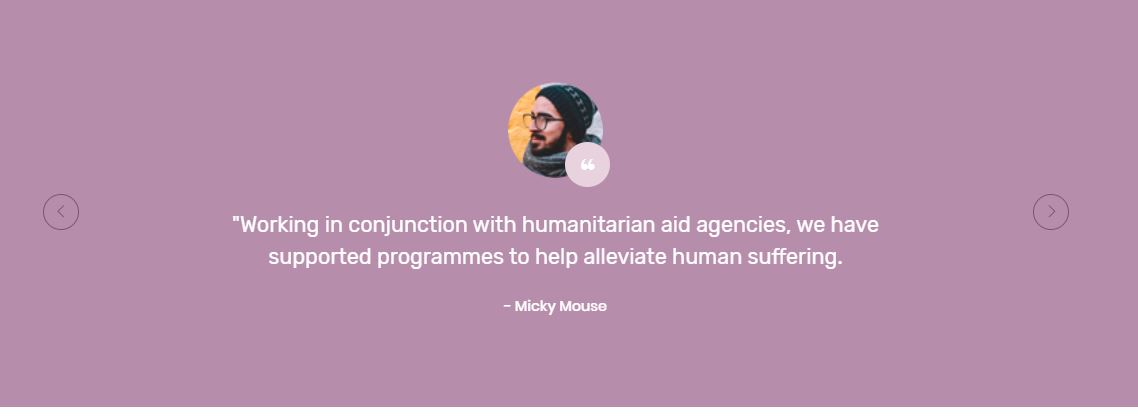 "Working in conjunction with humanitarian aid agencies, we have
supported programmes to help alleviate human suffering.
- Micky Mouse